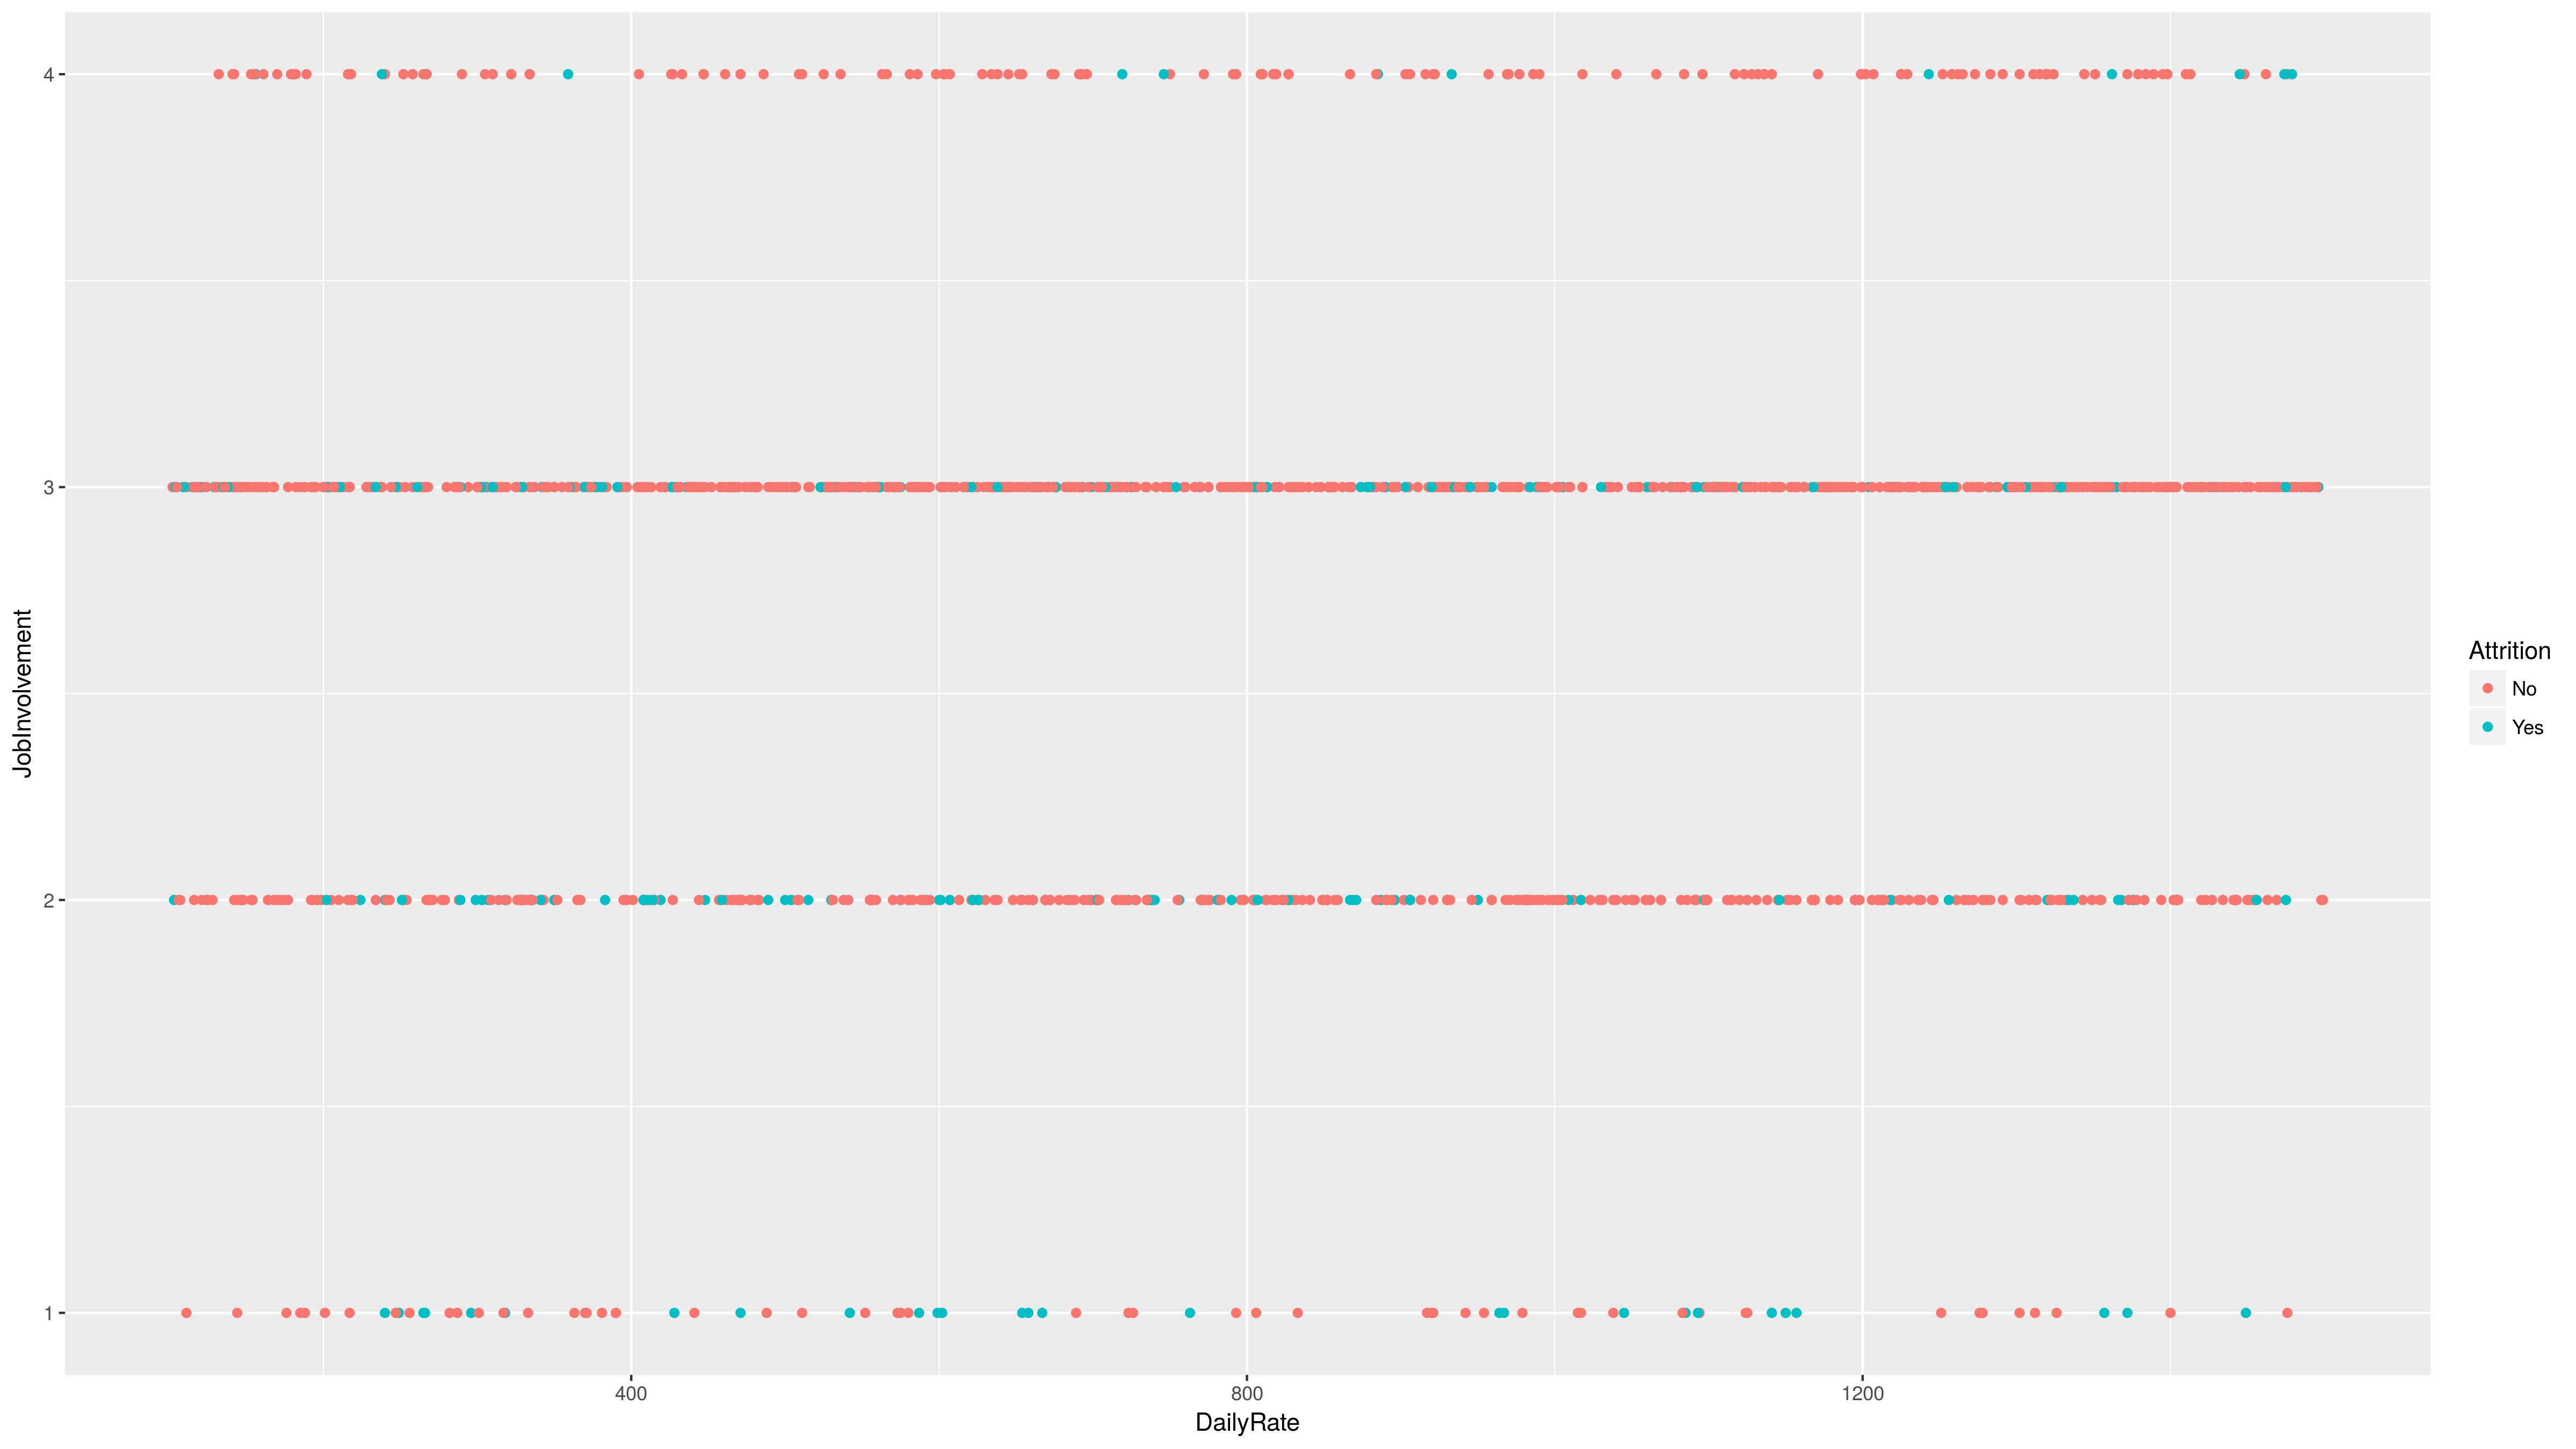 4
3
2
1
JobInvolvement
400
800
1200
DailyRate
Attrition
No
Yes